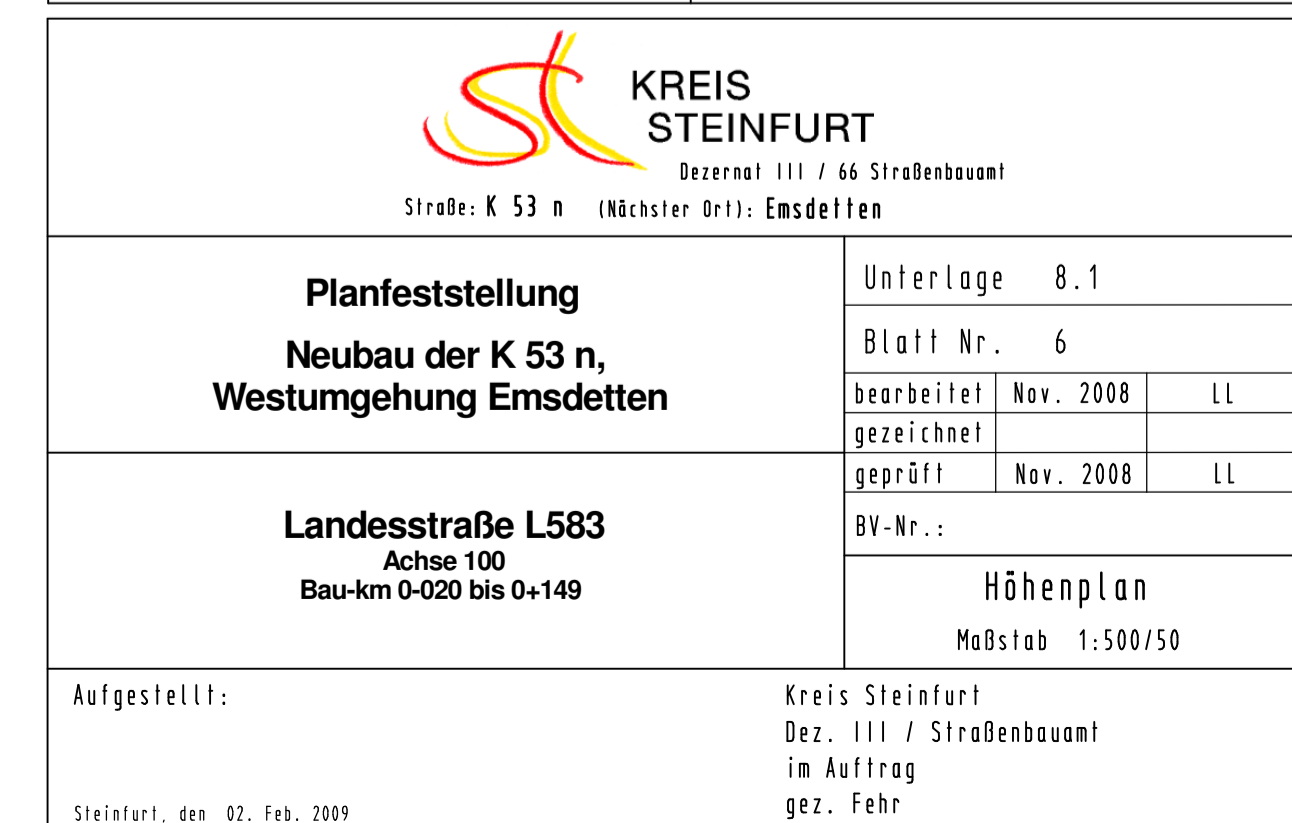 KREIS
STEINFURT
Dezernat III / 66 Straßenbauamt
Straße: K 53 n (Nächster Ort): Emsdetten
Planfeststellung
Neubau der K 53 n,
Westumgehung Emsdetten
Unterlage 8.1
Blatt Nr. 6
bearbeitet Nov. 2008 LL
gezeichnet
geprüft Nov. 2008 LL
BV-Nr.:
Landesstraße L583
Achse 100
Bau-km 0-020 bis 0+149
Höhenplan
Maßstab 1:500/50
Aufgestellt:
Steinfurt, den 02. Feb. 2009
Kreis Steinfurt
Dez. III / Straßenbauamt
im Auftrag
gez. Fehr